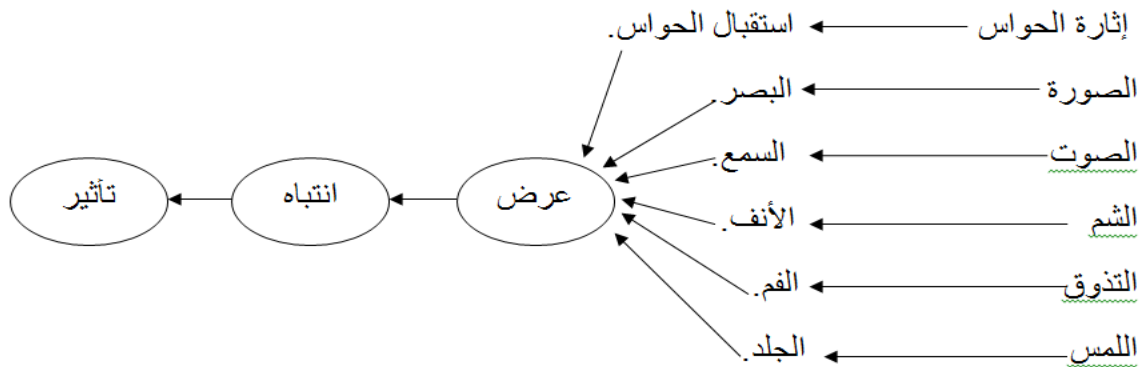 إثارة الحواس استقبال الحواس.
الصورة البصر.
الصوت السمع.
عرض انتباه تأثير
الشم الأنف.
التذوق الفم.
اللمس الجلد.